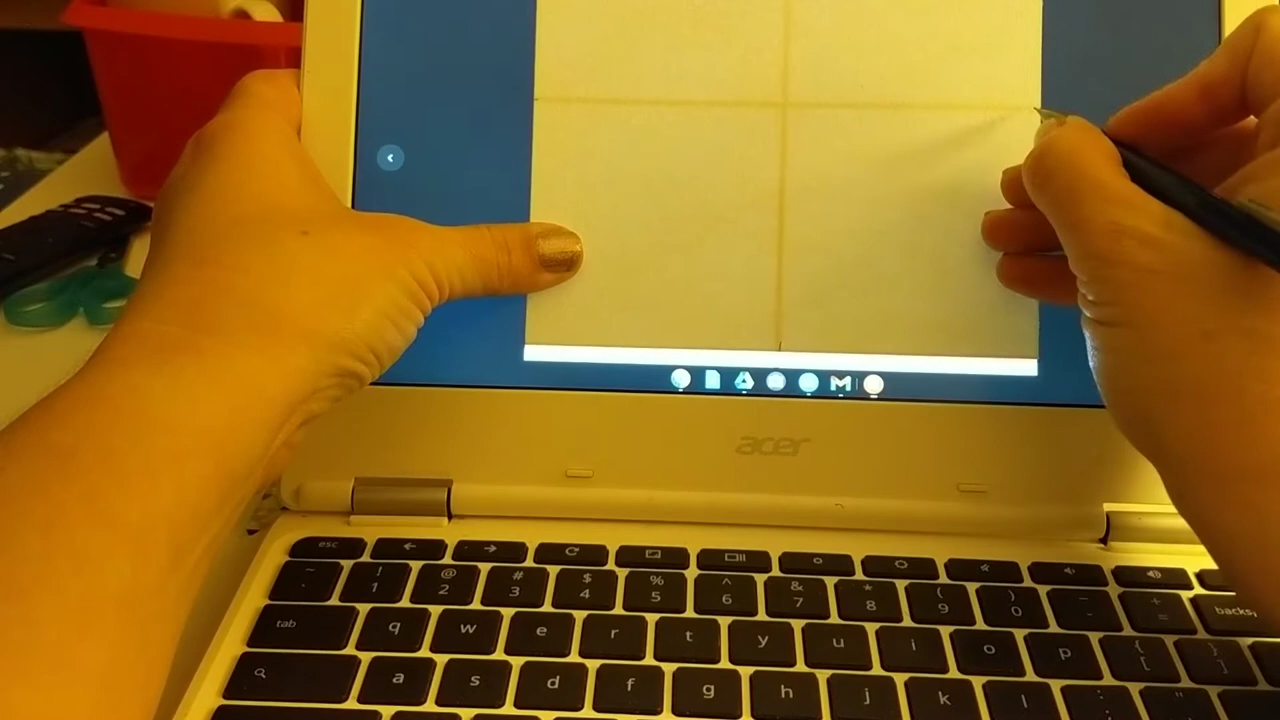 acer
esc
~ ! 1 @ 2 # 3 $ 4 % 5 ^ 6 & 7 * 8 ( 9 ) 0 - + =
tab q w e r t y u i o p { [ } ]
a s d f g h j k l : ; "